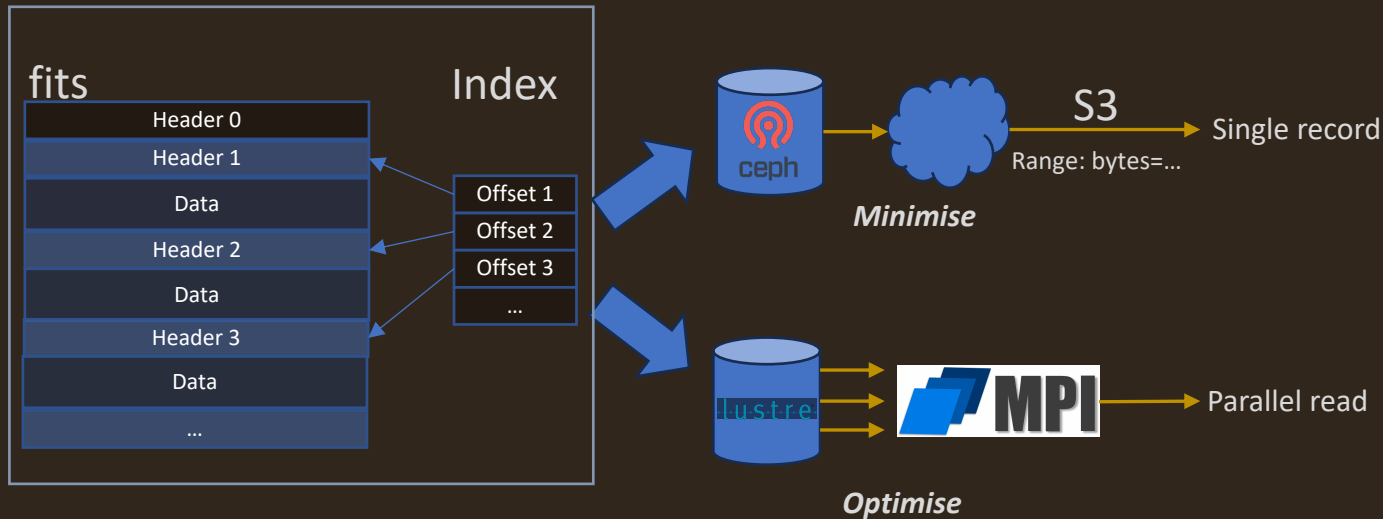 fits
Header 0
Header 1
Data
Header 2
Data
Header 3
Data
...
Index
Offset 1
Offset 2
Offset 3
...
ceph
S3
Range: bytes=...
Single record
Minimise
lustre
MPI
Parallel read
Optimise